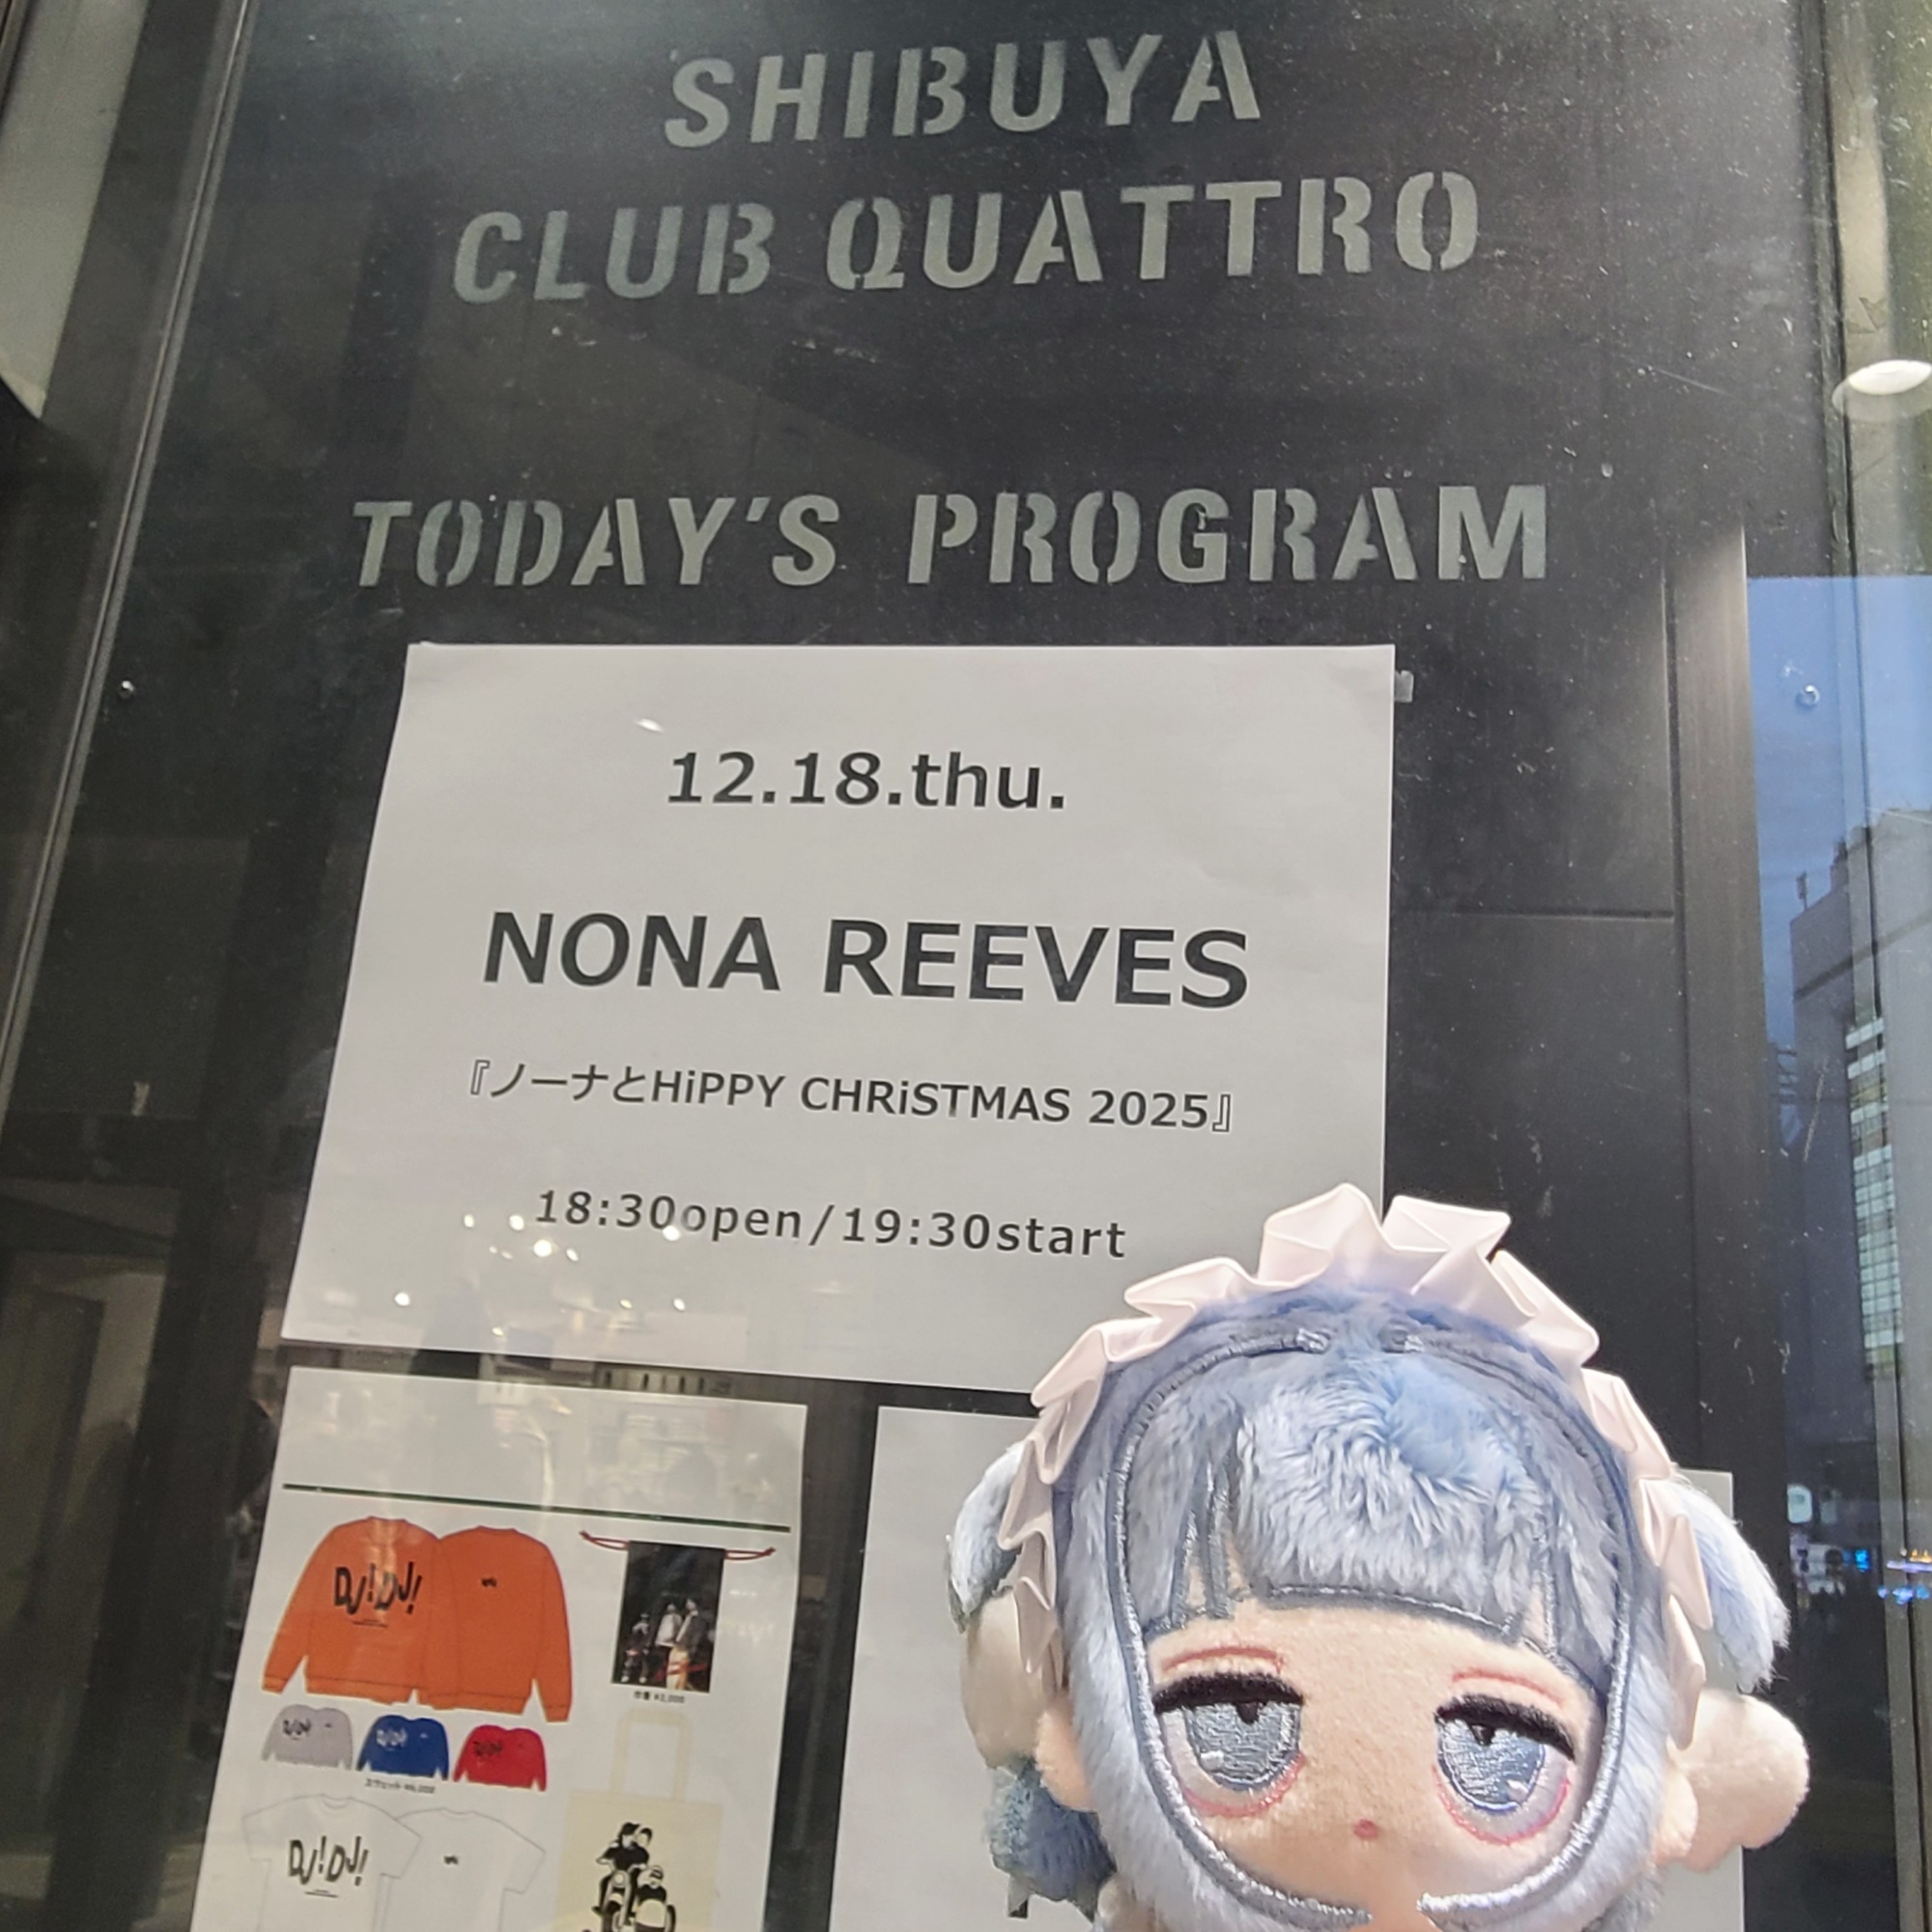 SHIBUYA
CLUB QUATTRO
TODAY'S PROGRAM
12.18.thu.
NONA REEVES
『ノーナとHiPPY CHRiSTMAS 2025』
18:30open/19:30start
DJ!DJ!
DJ!DJ!